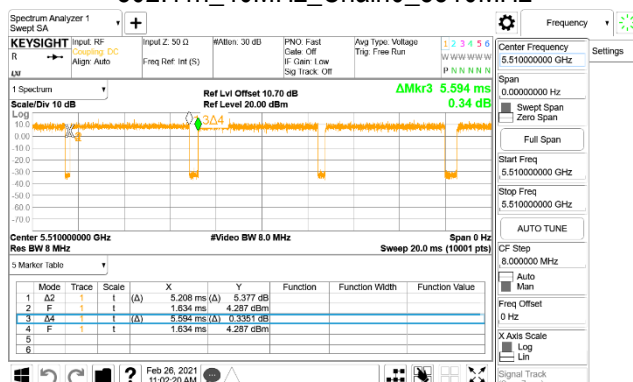 Spectrum Analyzer 1
Swept SA
+
Frequency
KEYSIGHT Input: RF
Coupling: DC
Align: Auto
R
Input Z: 50 Ω
Freq Ref: Int (S)
#Atten: 30 dB
PNO: Fast
Gate: Off
IF Gain: Low
Sig Track: Off
Avg Type: Voltage
Trig: Free Run
1 2 3 4 5 6
W W W W W W
P N N N N N
Center Frequency
5.510000000 GHz
Settings
1 Spectrum
Scale/Div 10 dB
Ref Lvl Offset 10.70 dB
Ref Level 20.00 dBm
ΔMkr3 5.594 ms
0.34 dB
Span
0.00000000 Hz
Swept Span
Zero Span
Full Span
Start Freq
5.510000000 GHz
Stop Freq
5.510000000 GHz
AUTO TUNE
CF Step
8.000000 MHz
Auto
Man
Freq Offset
0 Hz
X Axis Scale
Log
Lin
Signal Track
Log
10.0
0.00
-10.0
-20.0
-30.0
-40.0
-50.0
-60.0
-70.0
3Δ4
Center 5.510000000 GHz
Res BW 8 MHz
#Video BW 8.0 MHz
Span 0 Hz
Sweep 20.0 ms (10001 pts)
5 Marker Table
Mode Trace Scale X Y Function Function Width Function Value
1 Δ2 1 t (Δ) 5.208 ms (Δ) 5.377 dB
2 F 1 t 1.634 ms 4.287 dBm
3 Δ4 1 t (Δ) 5.594 ms (Δ) 0.3351 dB
4 F 1 t 1.634 ms 4.287 dBm
5
6
?
Feb 26, 2021
11:02:20 AM